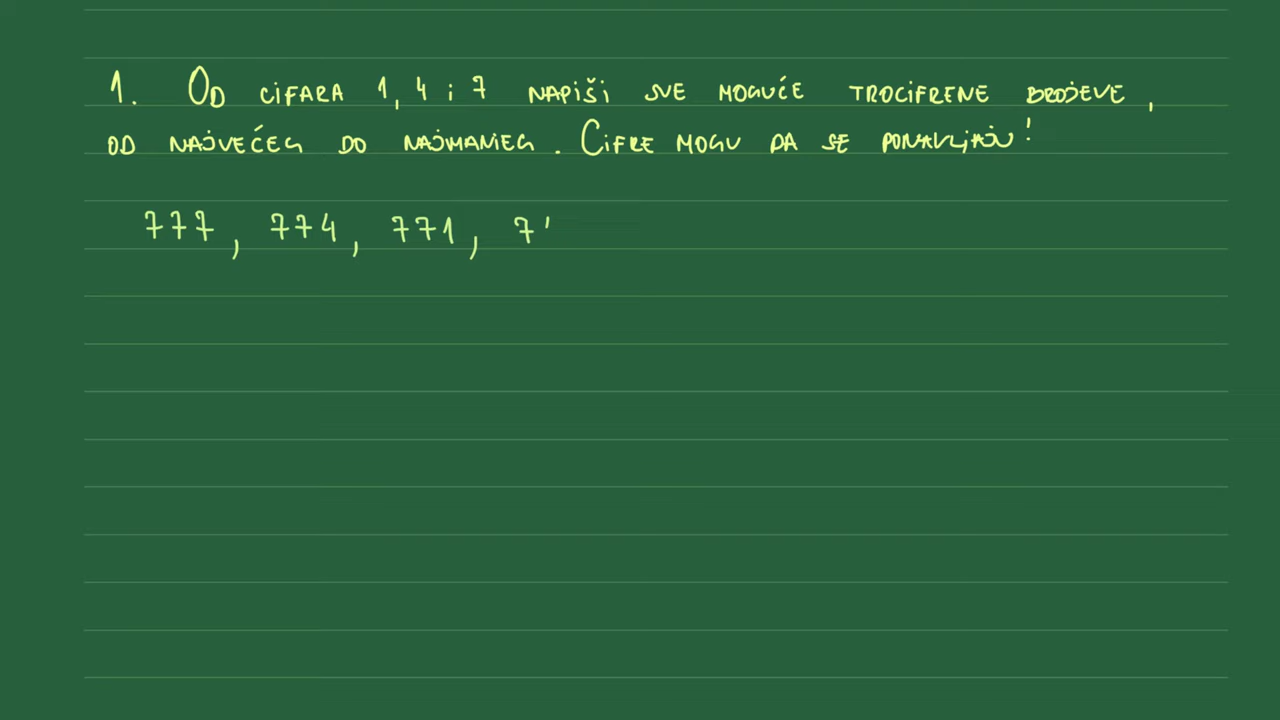 1. OD CIFARA 1, 4 i 7 NAPIŠI SVE MOGUĆE TROCIFRENE BROJEVE,
OD NAJVEĆEG DO NAJMANJEG. CIFRE MOGU DA SE PONAVLJAJU!
777, 774, 771, 7